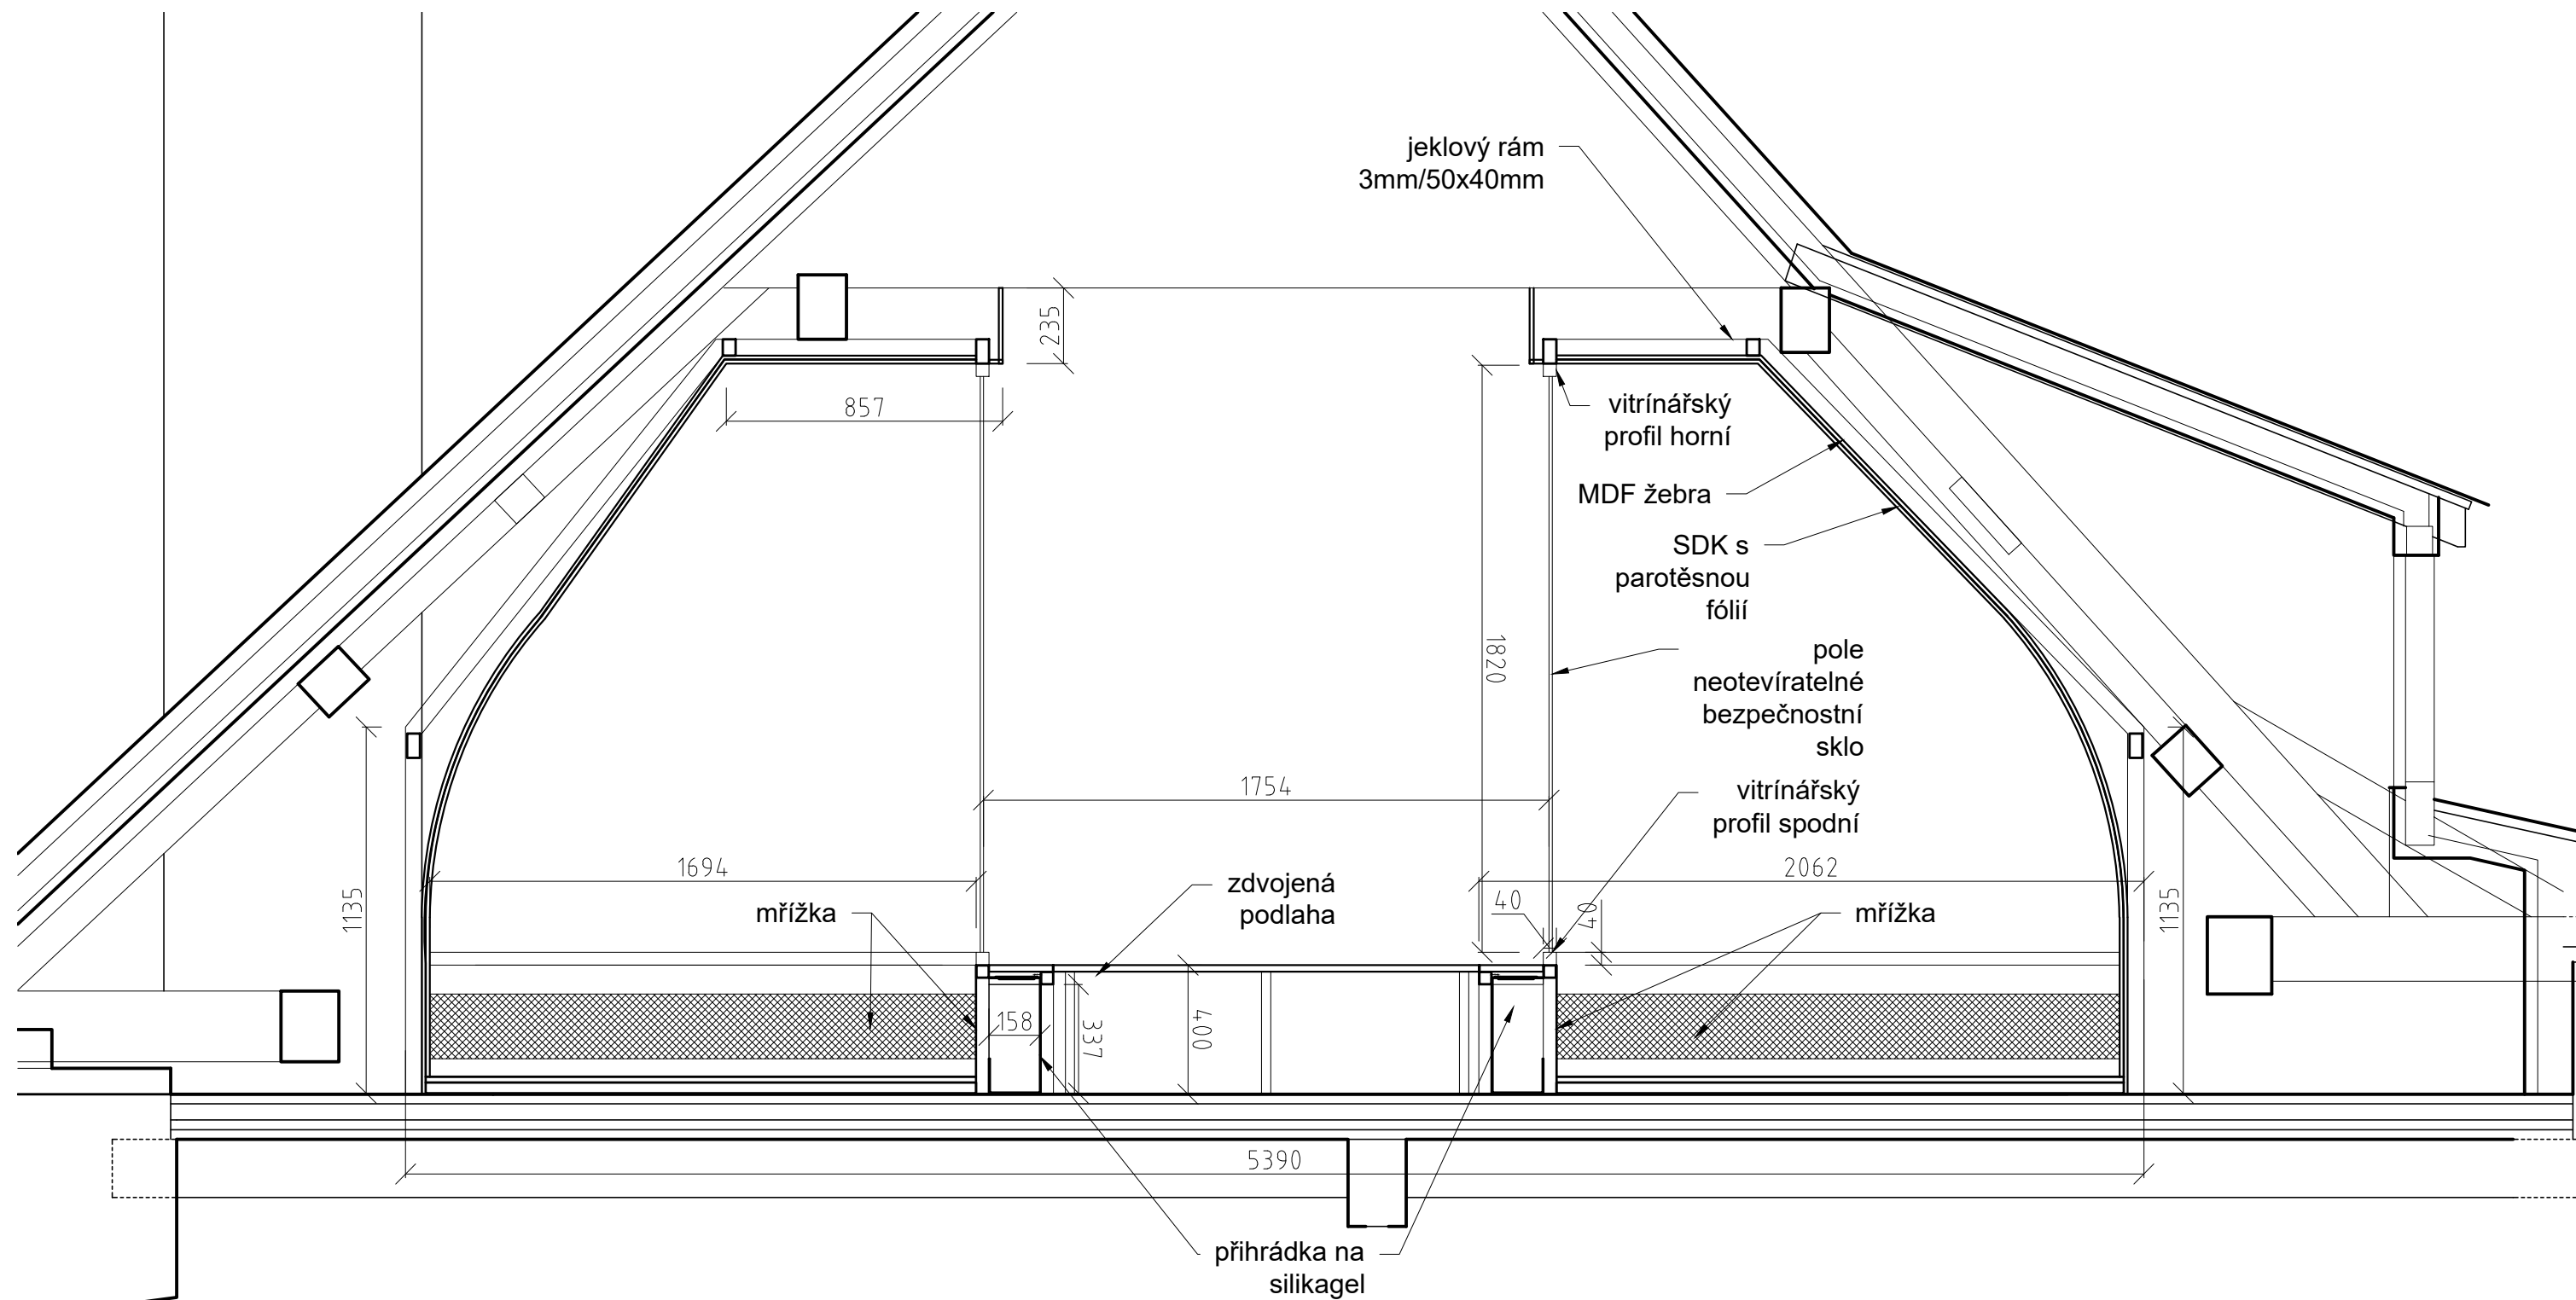 jeklový rám
3mm/50x40mm
235
857
vitrínářský
profil horní
MDF žebra
SDK s
parotěsnou
fólií
1820
pole
neotevíratelné
bezpečnostní
sklo
1754
vitrínářský
profil spodní
1694
2062
zdvojená
podlaha
40
40
mřížka
mřížka
1135
1135
158
337
400
5390
přihrádka na
silikagel